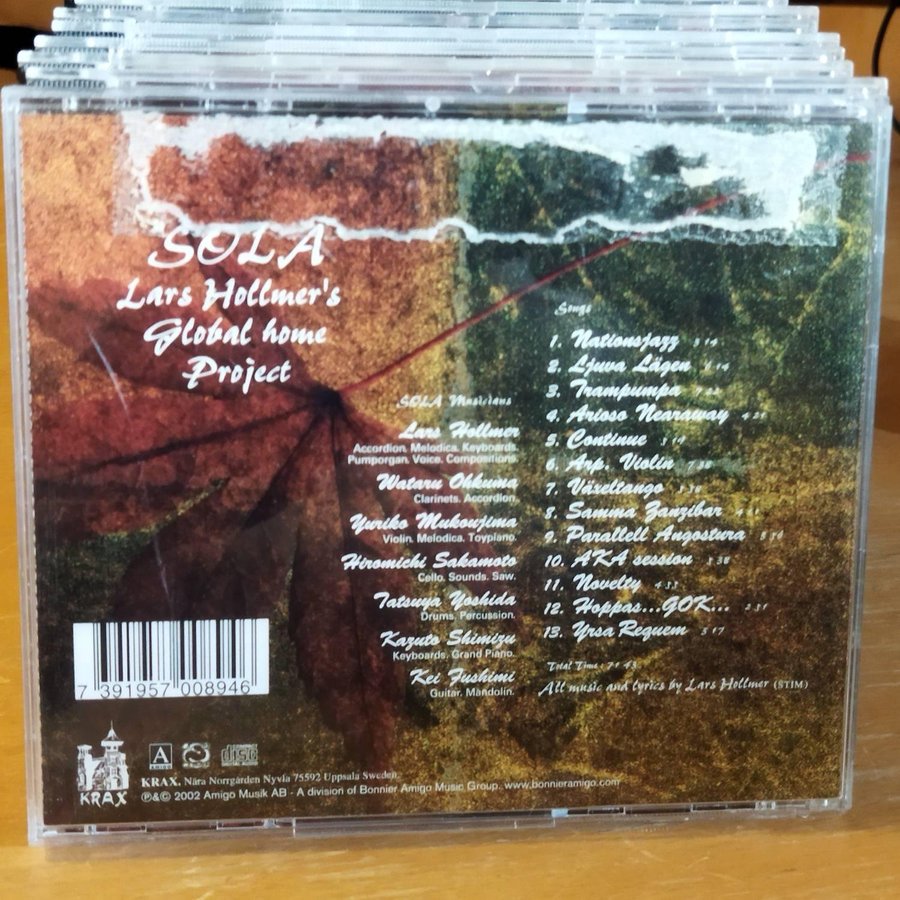 SOLA
Lars Hollmer's
Global home
Project
SOLA Musicians
Lars Hollmer
Accordion. Melodica. Keyboards.
Pumporgan. Voice. Compositions.
Wataru Ohkuma
Clarinets. Accordion.
Yuriko Mukoujima
Violin. Melodica. Toypiano.
Hiromichi Sakamoto
Cello. Sounds. Saw.
Tatsuya Yoshida
Drums. Percussion.
Kazuto Shimizu
Keyboards. Grand Piano.
Kei Fushimi
Guitar. Mandolin.
Songs
1. Nationsjazz
2. Ljuva Lägen
3. Trampumpa
4. Arioso Nearaway
5. Continue
6. Arp. Violin
7. Växeltango
8. Samma Zanzibar
9. Parallell Angostura
10. AKA session
11. Novelty
12. Hoppas...GOK...
13. Yrsa Requem
Total Time:
All music and lyrics by Lars Hollmer (STIM)
7 391957 008946
KRAX
A
disc
KRAX. Nära Norrgården Nyvla 75592 Uppsala Sweden.
℗&© 2002 Amigo Musik AB - A division of Bonnier Amigo Music Group. www.bonnieramigo.com